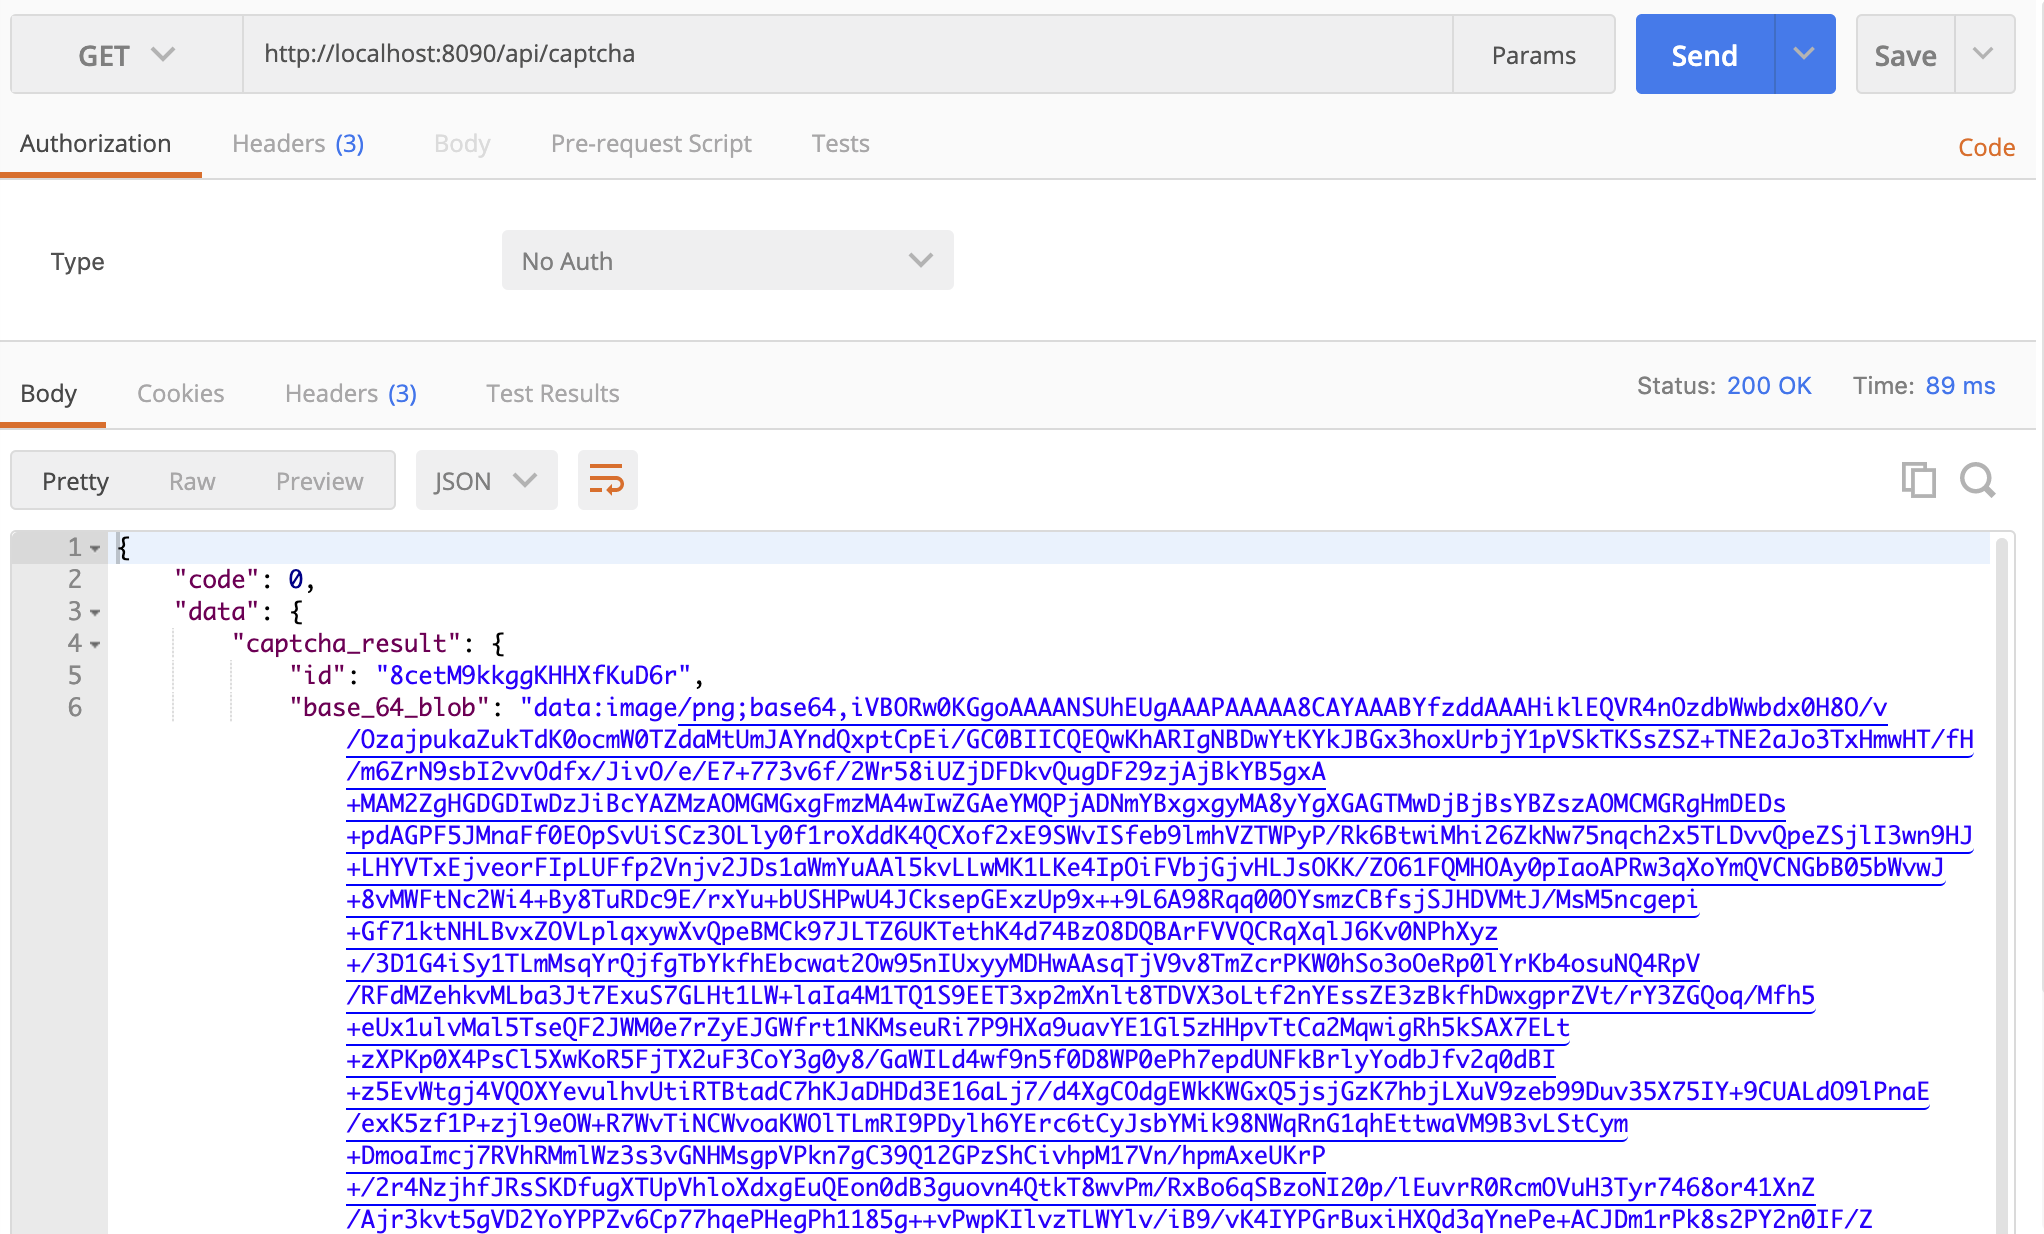 GET http://localhost:8090/api/captcha Params Send Save
Authorization Headers (3) Body Pre-request Script Tests Code
Type No Auth
Body Cookies Headers (3) Test Results Status: 200 OK Time: 89 ms
Pretty Raw Preview JSON
1 {
2 "code": 0,
3 "data": {
4 "captcha_result": {
5 "id": "8cetM9kkggKHHXfKuD6r",
6 "base_64_blob": "data:image/png;base64,iVBORw0KGgoAAAANSUhEUgAAAPAAAAA8CAYAAABYfzddAAAHiklEQVR4nOzdbWwbdx0H8O/v
/OzajpukaZukTdK0ocmW0TZdaMtUmJAYndQxptCpEi/GC0BIICQEQwKhARIgNBDwYtKYkJBGx3hoxUrbjY1pVSkTKSsZSZ+TNE2aJo3TxHmwHT/fH
/m6ZrN9sbI2vvOdfx/JivO/e/E7+773v6f/2Wr58iUZjDFDkvQugDF29zjAjBkYB5gxA
+MAM2ZgHGDGDIwDzJiBcYAZMzAOMGMGxgFmzMA4wIwZGAeYMQPjADNmYBxgxgyMA8yYgXGAGTMwDjBjBsYBZszAOMCMGRgHmDEDs
+pdAGPF5JMnaFf0EOpSvUiSCz3OLly0f1roXddK4QCXof2xE9SWvISfeb9lmhVZTWPyP/Rk6BtwiMhi26ZkNw75nqch2x5TLDvvQpeZSjlI3wn9HJ
+LHYVTxEjveorFIpLUFfp2Vnjv2JDs1aWmYuAAl5kvLLwMK1LKe4IpOiFVbjGjvHLJsOKK/ZO61FQMHOAy0pIaoAPRw3qXoYmQVCNGbB05bWvwJ
+8vMWFtNc2Wi4+By8TuRDc9E/rxYu+bUSHPwU4JCksepGExzUp9x++9L6A98Rqq00OYsmzCBfsjSJHDVMtJ/MsM5ncgepi
+Gf71ktNHLBvxZOVLplqxywXvQpeBMCk97JLTZ6UKTethK4d74BzO8DQBArFVVQCRqXqlJ6Kv0NPhXyz
+/3D1G4iSy1TLmMsqYrQjfgTbYkfhEbcwat2Ow95nIUxyyMDHwAAsqTjV9v8TmZcrPKW0hSo3oOeRp0lYrKb4osuNQ4RpV
/RFdMZehkvMLba3Jt7ExuS7GLHt1LW+laIa4M1TQ1S9EET3xp2mXnlt8TDVX3oLtf2nYEssZE3zBkfhDwxgprZVt/rY3ZGQoq/Mfh5
+eUx1ulvMal5TseQF2JWM0e7rZyEJGWfrt1NKMseuRi7P9HXa9uavYE1Gl5zHHpvTtCa2MqwigRh5kSAX7ELt
+zXPKp0X4PsCl5XwKoR5FjTX2uF3CoY3g0y8/GaWILd4wf9n5f0D8WP0ePh7epdUNFkBrlyYodbJfv2q0dBI
+z5EvWtgj4VQOXYevulhvUtiRTBtaadC7hKJaDHDd3E16aLj7/d4XgCOdgEWkKWGxQ5jsjGzK7hbjLXuV9zeb99Duv35X75IY+9CUALdO9lPnaE
/exK5zf1P+zjl9eOW+R7WvTiNCWvoaKWOlTLmRI9PDylh6YErc6tCyJsbYMik98NWqRnG1qhEttwaVM9B3vLStCym
+DmoaImcj7RVhRMmlWz3s3vGNHMsgpVPkn7gC39Q12GPzShCivhpM17Vn/hpmAxeUKrP
+/2r4NzjhfJRsSKDfugXTUpVhloXdxgEuQEon0dB3guovn4QtkT8wvPm/RxBo6qSBzoNI20p/lEuvrR0RcmOVuH3Tyr7468or41XnZ
/Ajr3kvt5gVD2YoYPPZv6Cp77hqePHegPh1185g++vPwpKIlvzTLWYlv/iB9/vK4IYPGrBuxiHXQd3qYnePe+ACJDm1rPk8s2PY2n0IF/Z